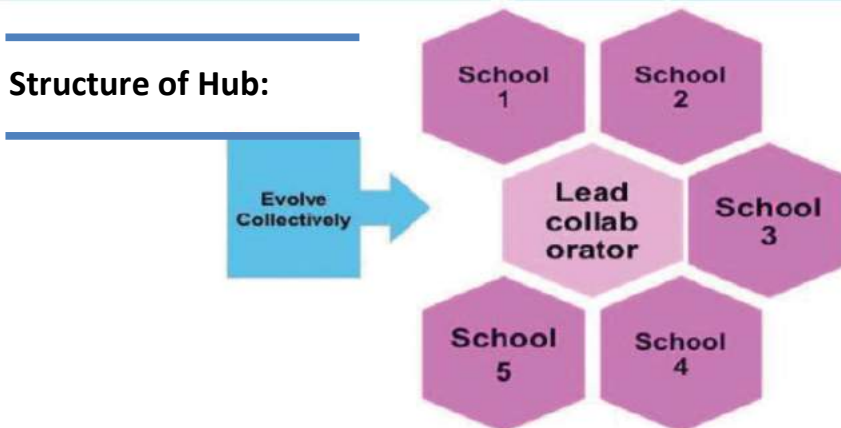 Structure of Hub:
Evolve
Collectively
School
1
School
2
Lead
collab
orator
School
3
School
5
School
4